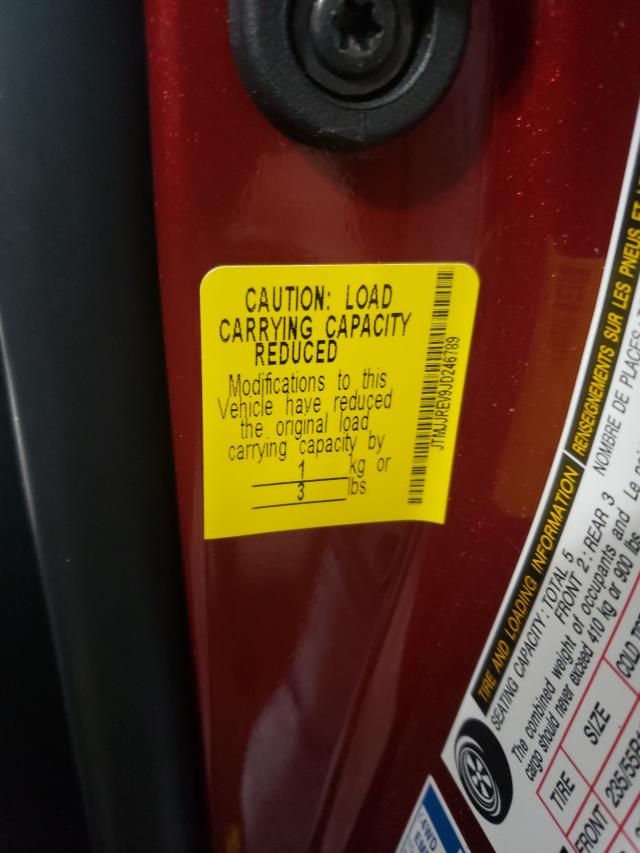 CAUTION: LOAD
CARRYING CAPACITY
REDUCED
Modifications to this
Vehicle have reduced
the original load
carrying capacity by
1 kg or
3 lbs.
JTMJJREV9JD246789
TIRE AND LOADING INFORMATION RENSEIGNEMENTS SUR LES PNEUS ET
SEATING CAPACITY: TOTAL 5 FRONT 2: REAR 3 NOMBRE DE PLACES:
The combined weight of occupants and
cargo should never exceed 410 kg or 900 lbs.
TIRE SIZE COLD
FRONT 235/55
4WD